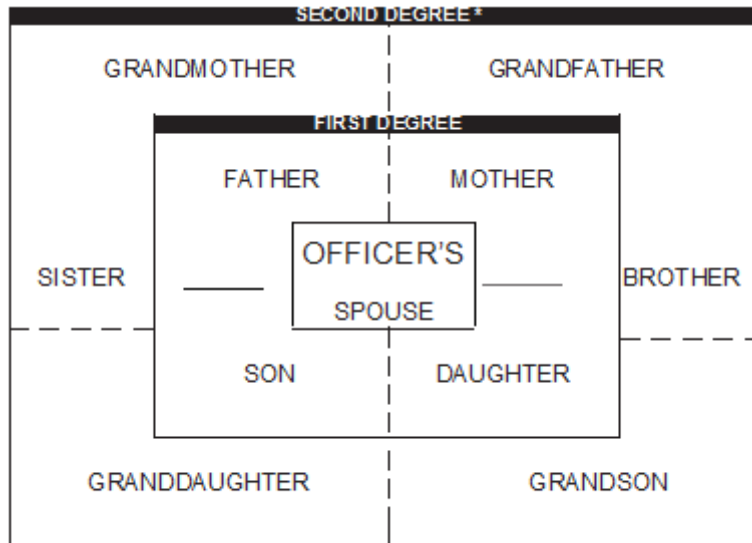 SECOND DEGREE*
GRANDMOTHER GRANDFATHER
FIRST DEGREE
FATHER MOTHER
OFFICER'S
SISTER BROTHER
SPOUSE
SON DAUGHTER
GRANDDAUGHTER GRANDSON